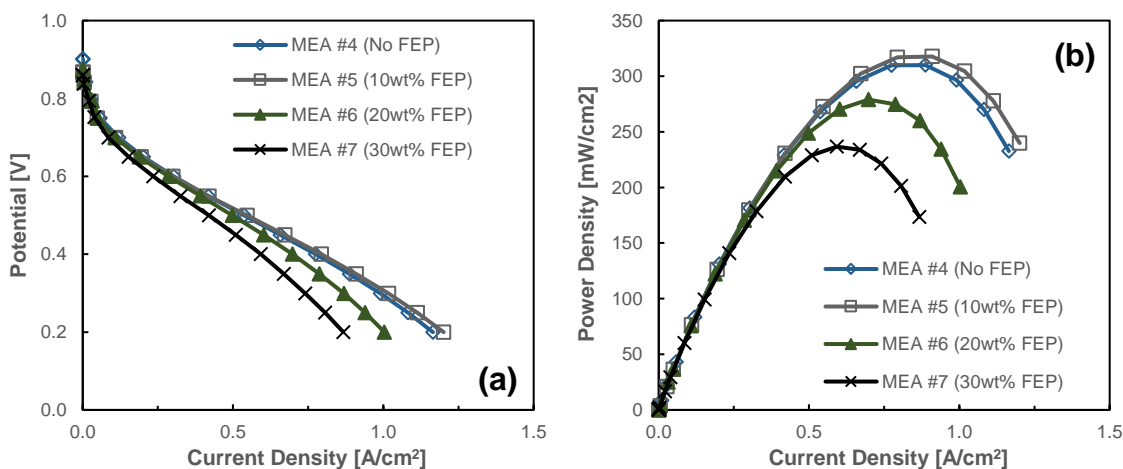 1.0
0.8
0.6
0.4
0.2
0.0
Potential [V]
MEA #4 (No FEP)
MEA #5 (10wt% FEP)
MEA #6 (20wt% FEP)
MEA #7 (30wt% FEP)
(a)
0.0 0.5 1.0 1.5
Current Density [A/cm²]
350
300
250
200
150
100
50
0
Power Density [mW/cm2]
(b)
MEA #4 (No FEP)
MEA #5 (10wt% FEP)
MEA #6 (20wt% FEP)
MEA #7 (30wt% FEP)
0.0 0.5 1.0 1.5
Current Density [A/cm²]